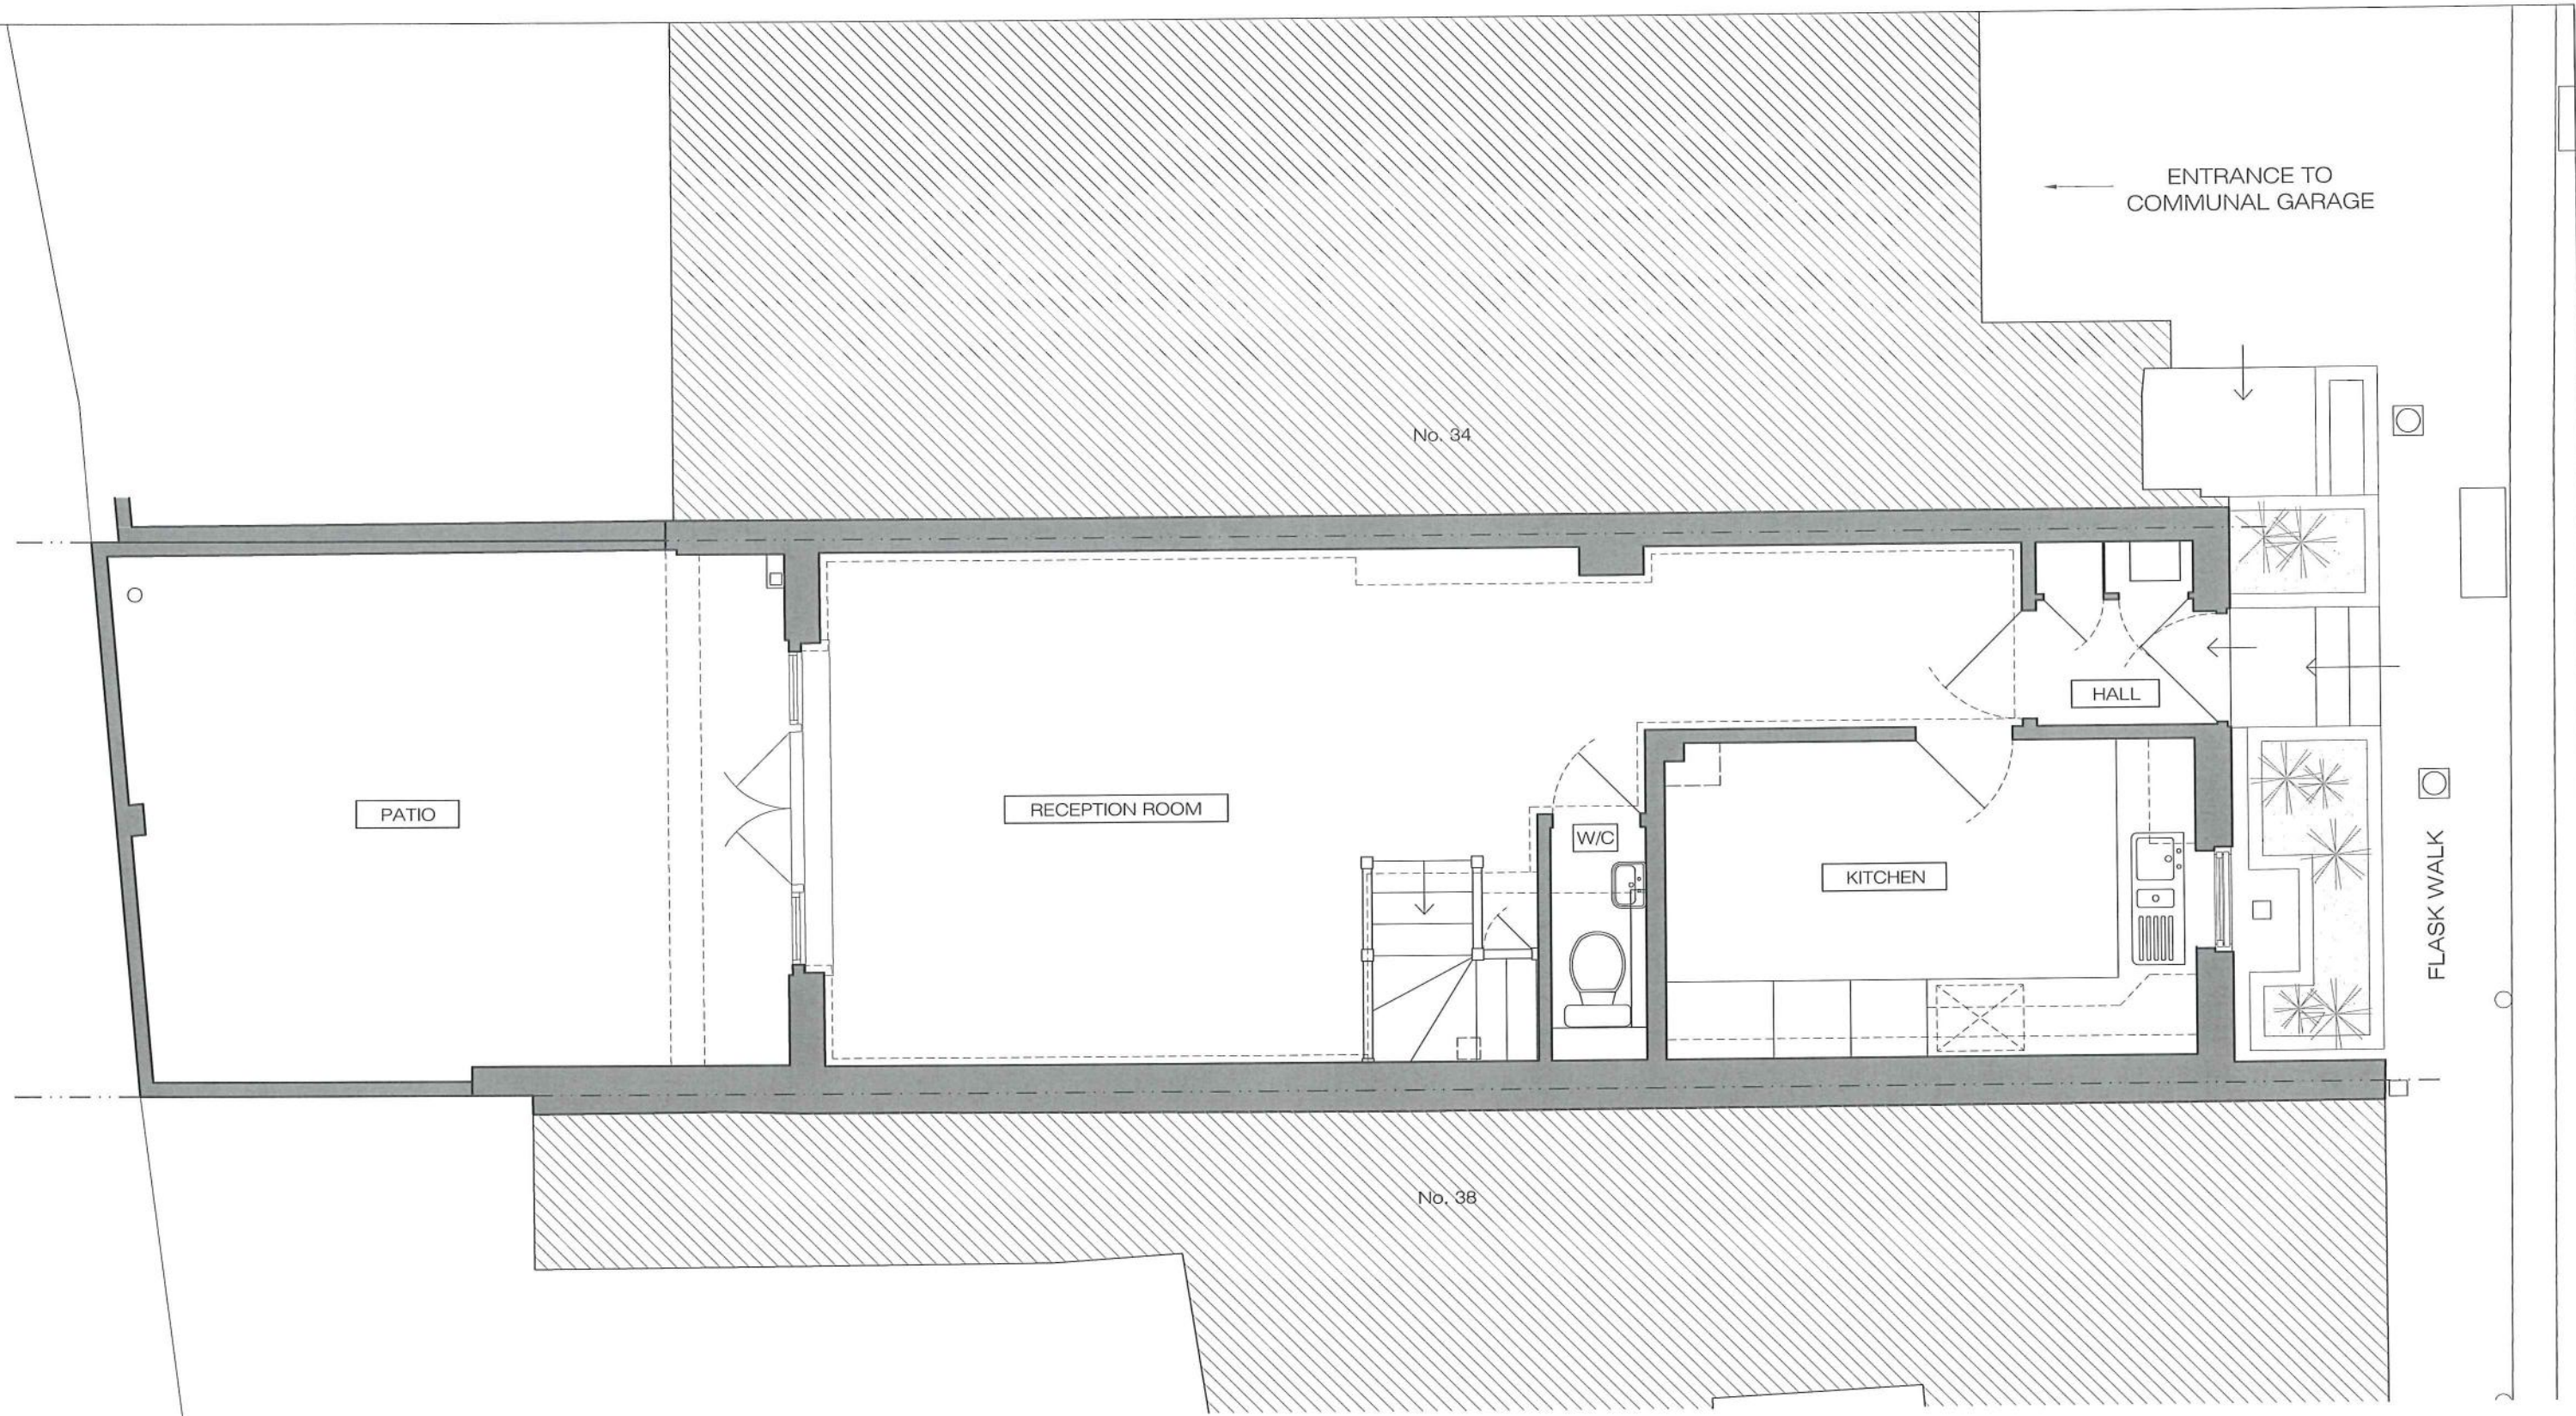 ENTRANCE TO
COMMUNAL GARAGE
No. 34
HALL
PATIO
RECEPTION ROOM
W/C
KITCHEN
FLASK WALK
No. 38